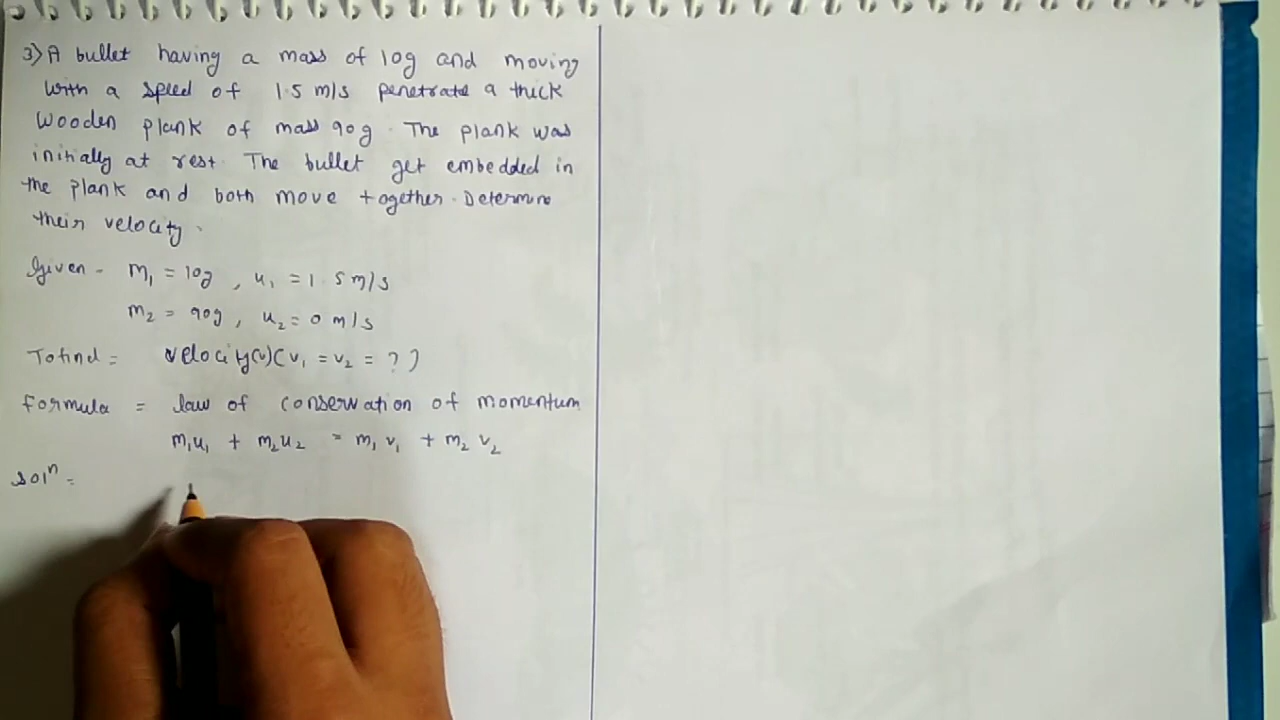 3) A bullet having a mass of 10g and moving
with a speed of 1.5 m/s penetrate a thick
wooden plank of mass 90g. The plank was
initially at rest. The bullet get embedded in
the plank and both move together. Determine
their velocity.
Given - m₁ = 10g , u₁ = 1.5 m/s
m₂ = 90g , u₂ = 0 m/s
To find = velocity(v) (v₁ = v₂ = ??)
formula = law of conservation of momentum
m₁u₁ + m₂u₂ = m₁v₁ + m₂v₂
solⁿ =